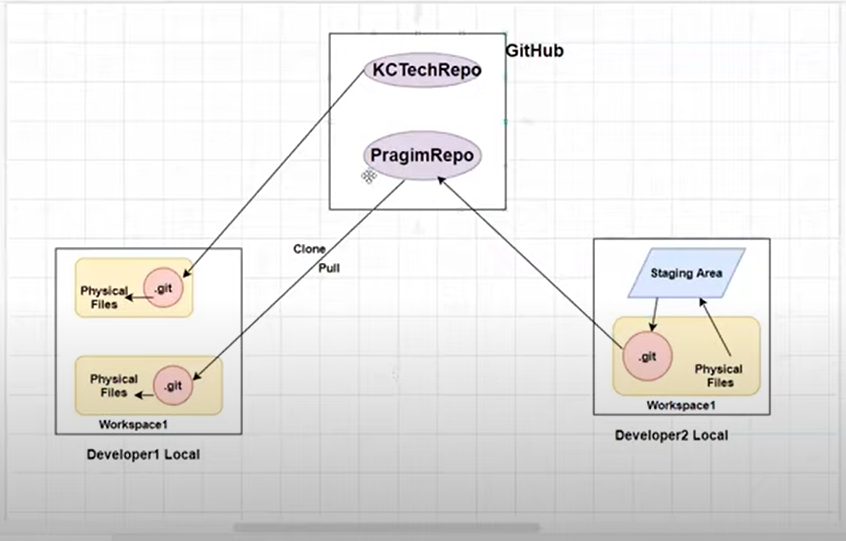 GitHub
KCTechRepo
PragimRepo
Clone
Pull
.git
Physical
Files
Physical
Files
.git
Workspace1
Developer1 Local
Staging Area
.git
Physical
Files
Workspace1
Developer2 Local